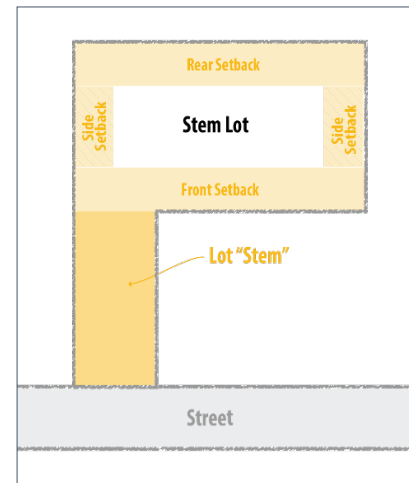 Rear Setback
Side
Setback
Stem Lot
Side
Setback
Front Setback
Lot “Stem”
Street